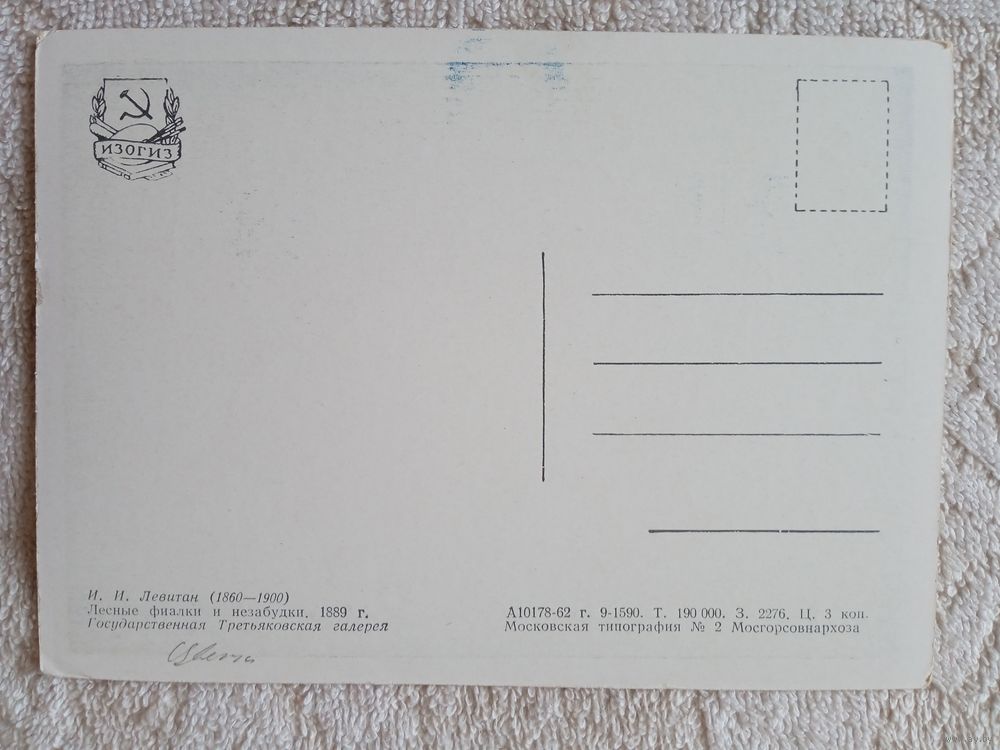 ИЗОГИЗ
И. И. Левитан (1860—1900)
Лесные фиалки и незабудки. 1889 г.
Государственная Третьяковская галерея
А10178-62 г. 9-1590. Т. 190 000. З. 2276. Ц. 3 коп.
Московская типография № 2 Мосгорсовнархоза
Цветы